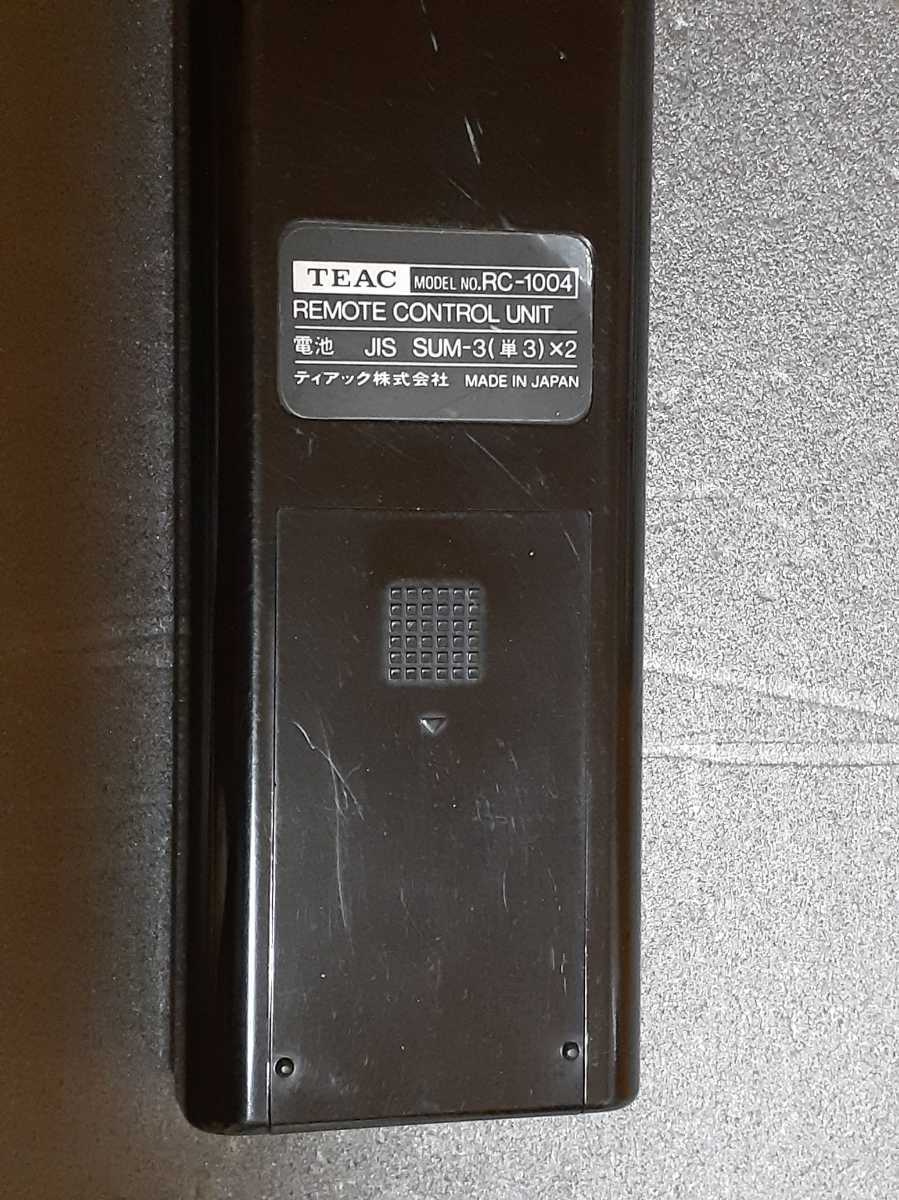 TEAC MODEL NO.RC-1004
REMOTE CONTROL UNIT
電池 JIS SUM-3(単3)×2
ティアック株式会社 MADE IN JAPAN